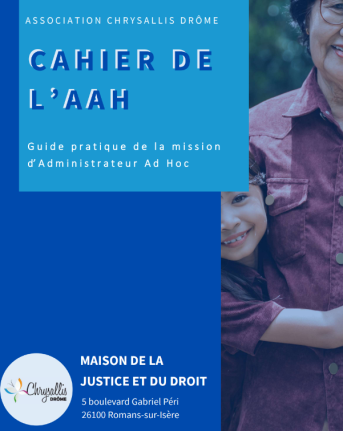 ASSOCIATION CHRYSALLIS DRÔME
CAHIER DE
L'AAH
Guide pratique de la mission
d'Administrateur Ad Hoc
Chrysallis
DRÔME
MAISON DE LA
JUSTICE ET DU DROIT
5 boulevard Gabriel Péri
26100 Romans-sur-Isère